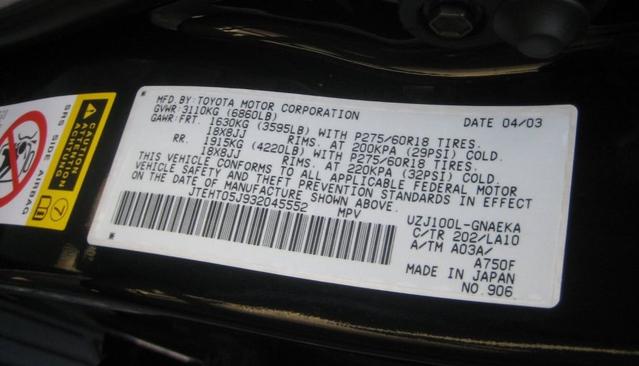 MFD.BY:TOYOTA MOTOR CORPORATION DATE 04/03
GVWR:3110KG (6860LB)
GAWR:FRT. 1630KG (3595LB) WITH P275/60R18 TIRES.
18X8JJ RIMS. AT 200KPA (29PSI) COLD.
RR. 1915KG (4220LB) WITH P275/60R18 TIRES.
18X8JJ RIMS. AT 220KPA (32PSI) COLD.
THIS VEHICLE CONFORMS TO ALL APPLICABLE FEDERAL MOTOR
VEHICLE SAFETY AND THEFT PREVENTION STANDARDS IN EFFECT
ON THE DATE OF MANUFACTURE SHOWN ABOVE.
JTEHT05J932045552 MPV
UZJ100L-GNAEKA
C/TR 202/LA10
A/TM A03A/
A750F
MADE IN JAPAN
NO.906
SRS SIDE AIRBAG
CAUTION
ACHTUNG
ATTENTION
7